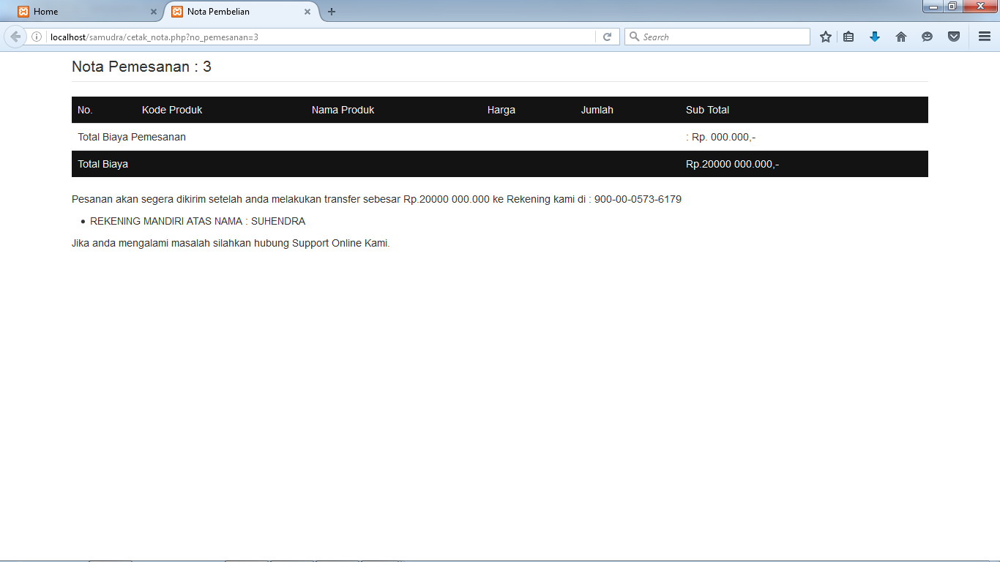 Home
Nota Pembelian
localhost/samudra/cetak_nota.php?no_pemesanan=3
Search
Nota Pemesanan : 3
No. Kode Produk Nama Produk Harga Jumlah Sub Total
Total Biaya Pemesanan : Rp. 000.000,-
Total Biaya Rp.20000 000.000,-
Pesanan akan segera dikirim setelah anda melakukan transfer sebesar Rp.20000 000.000 ke Rekening kami di : 900-00-0573-6179
• REKENING MANDIRI ATAS NAMA : SUHENDRA
Jika anda mengalami masalah silahkan hubung Support Online Kami.